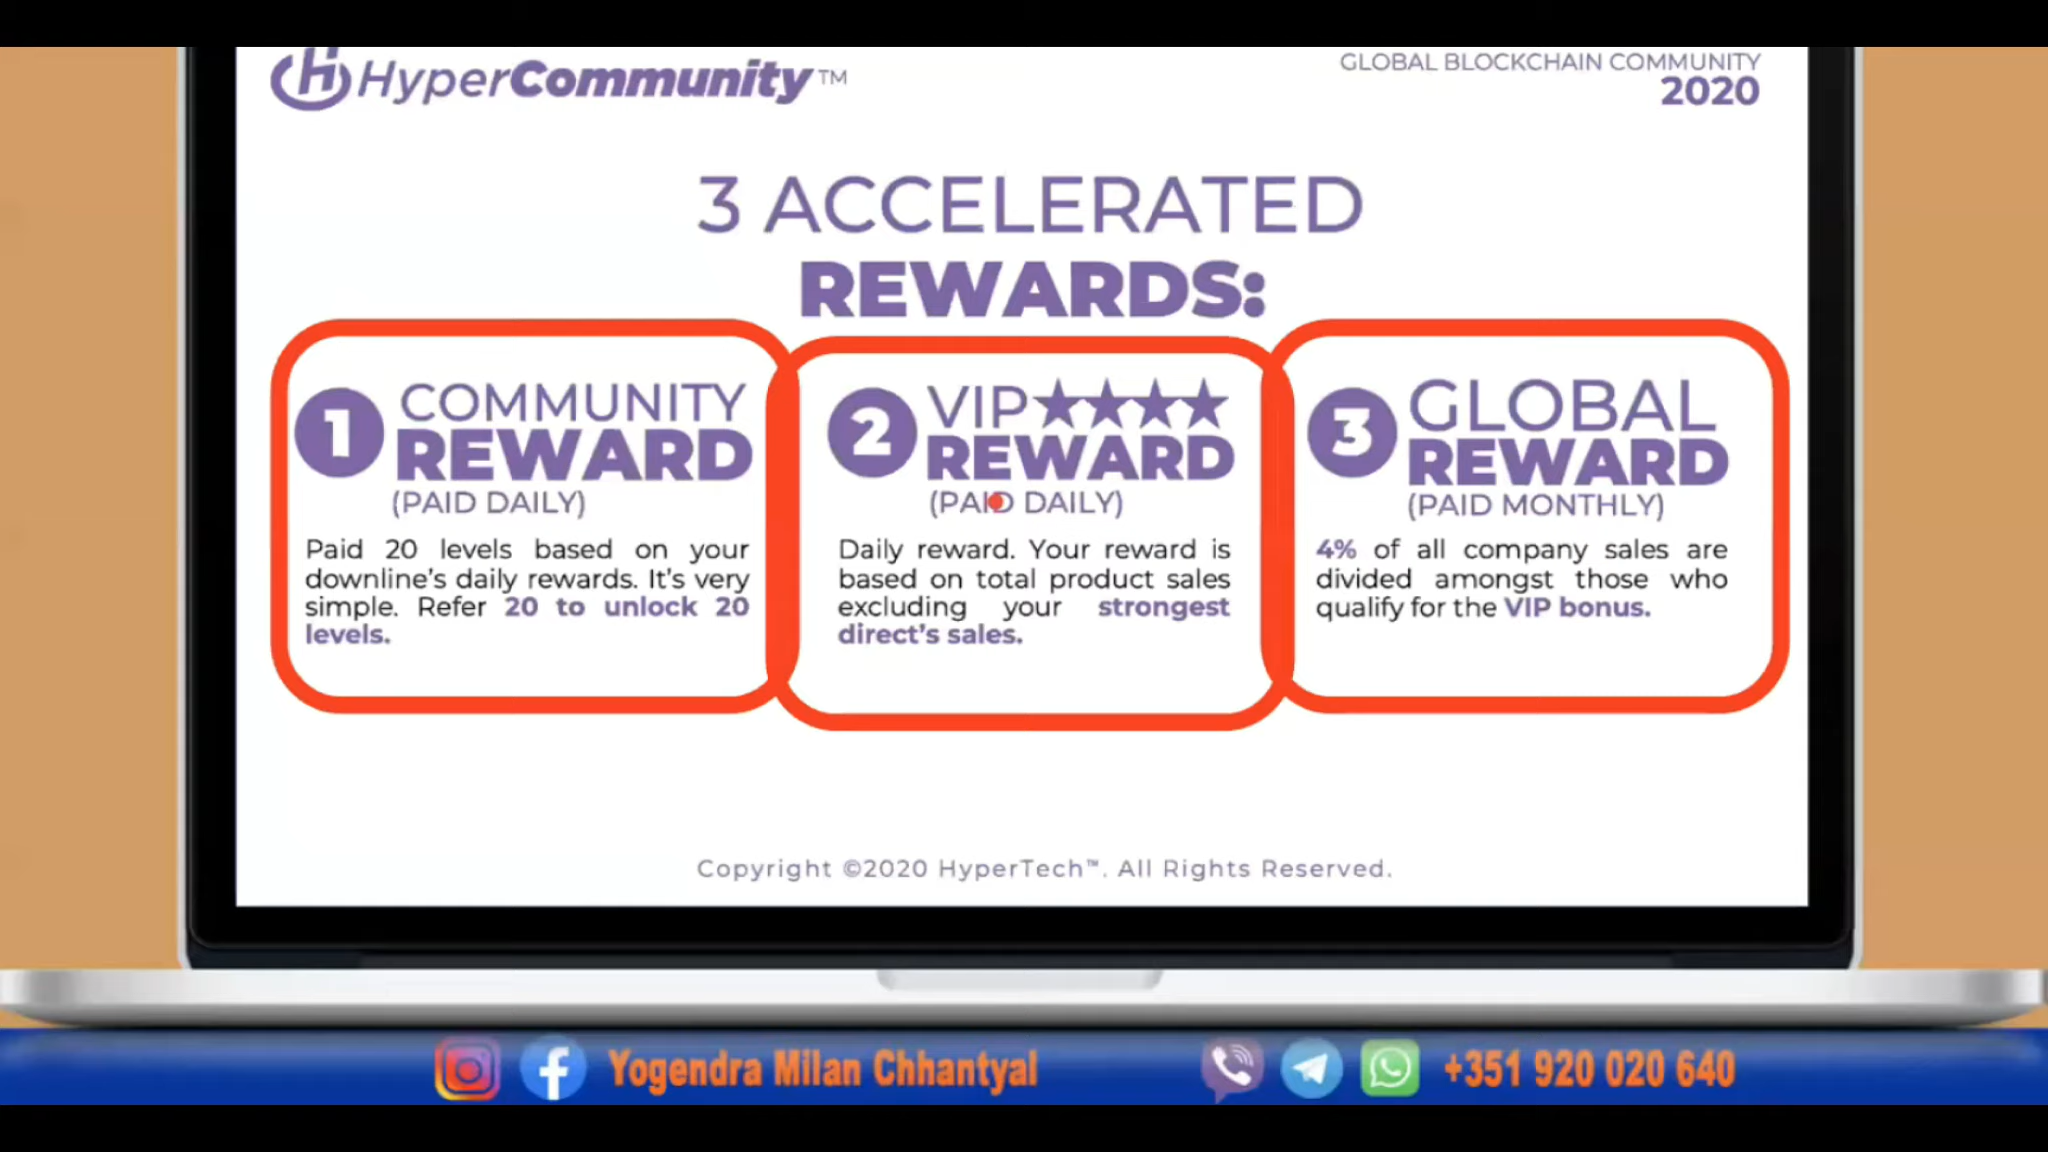 HyperCommunity™
GLOBAL BLOCKCHAIN COMMUNITY
2020
3 ACCELERATED
REWARDS:
1 COMMUNITY
REWARD
(PAID DAILY)
Paid 20 levels based on your
downline's daily rewards. It's very
simple. Refer 20 to unlock 20
levels.
2 VIP★★★★
REWARD
(PAID DAILY)
Daily reward. Your reward is
based on total product sales
excluding your strongest
direct's sales.
3 GLOBAL
REWARD
(PAID MONTHLY)
4% of all company sales are
divided amongst those who
qualify for the VIP bonus.
Copyright ©2020 HyperTech™. All Rights Reserved.
Yogendra Milan Chhantyal
+351 920 020 640